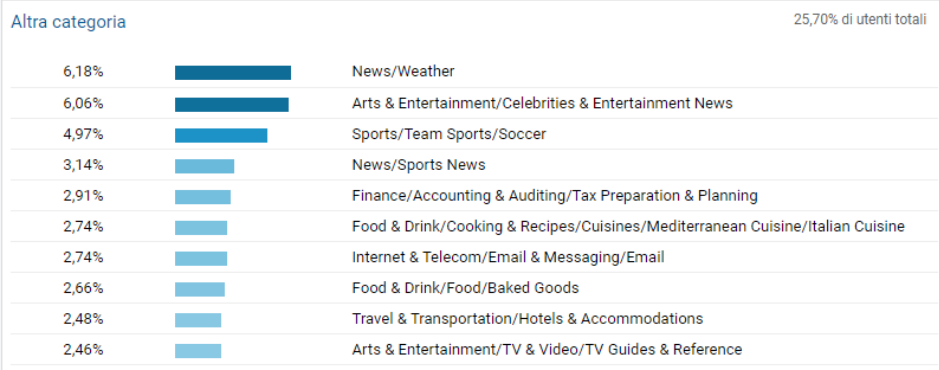 Altra categoria 25,70% di utenti totali
6,18% News/Weather
6,06% Arts & Entertainment/Celebrities & Entertainment News
4,97% Sports/Team Sports/Soccer
3,14% News/Sports News
2,91% Finance/Accounting & Auditing/Tax Preparation & Planning
2,74% Food & Drink/Cooking & Recipes/Cuisines/Mediterranean Cuisine/Italian Cuisine
2,74% Internet & Telecom/Email & Messaging/Email
2,66% Food & Drink/Food/Baked Goods
2,48% Travel & Transportation/Hotels & Accommodations
2,46% Arts & Entertainment/TV & Video/TV Guides & Reference